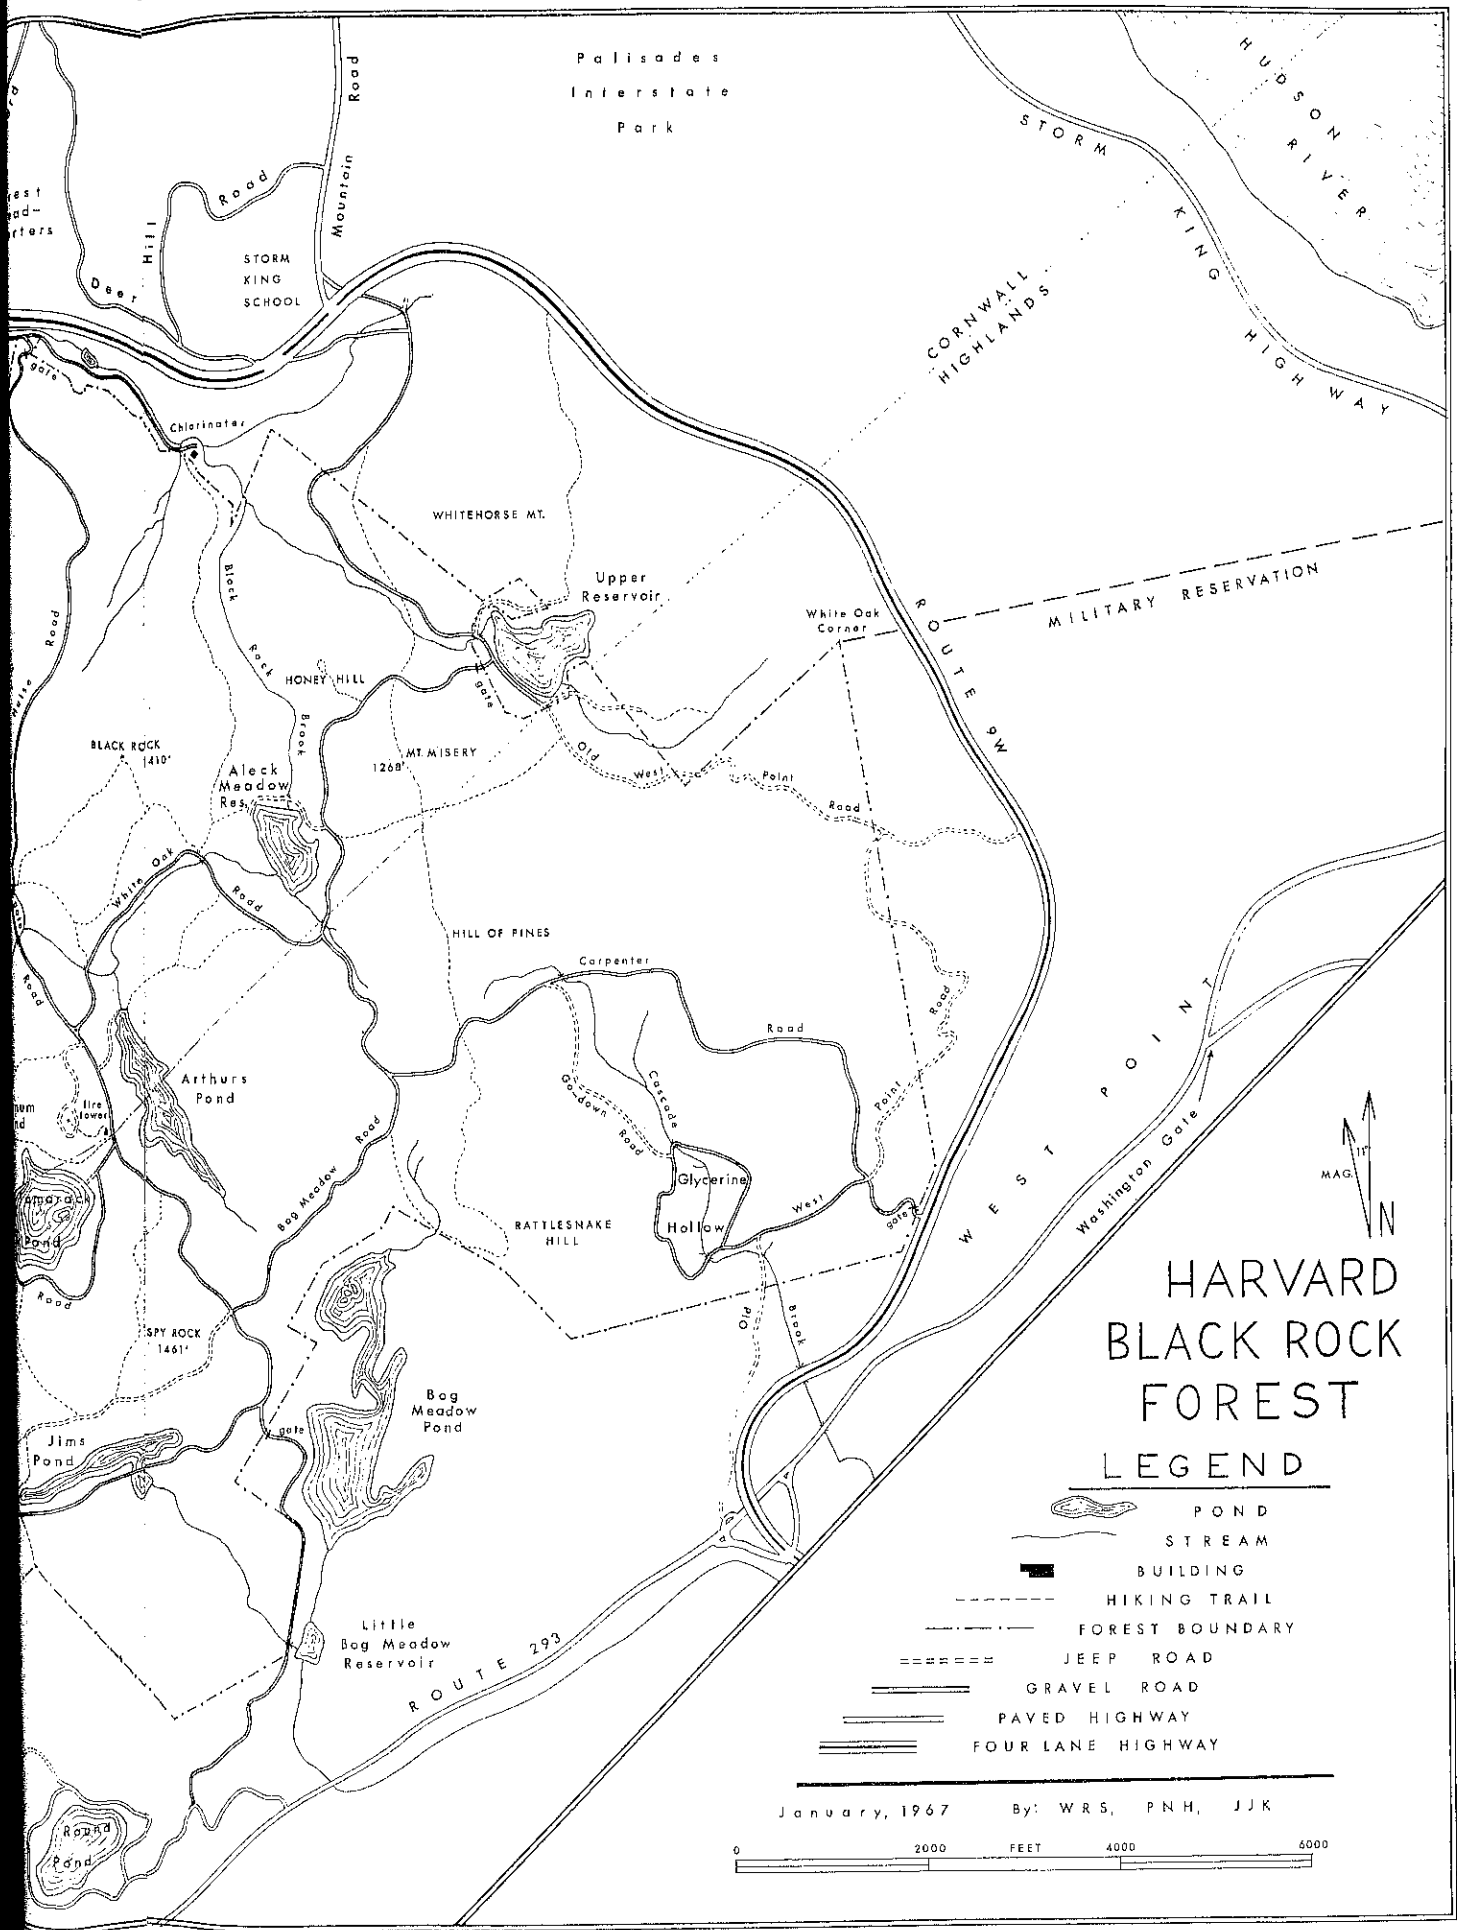 Palisades
Interstate
Park
HUDSON
RIVER
STORM
KING
HIGHWAY
Road
Mountain
Road
Hill
Deer
STORM
KING
SCHOOL
CORNWALL
HIGHLANDS
gate
Chlorinater
WHITEHORSE MT.
Upper
Reservoir
White Oak
Corner
MILITARY RESERVATION
ROUTE 9W
Black
Rock
Brook
Road
Hulse
HONEY HILL
gate
BLACK ROCK
1410'
MT. MISERY
1268'
Aleck
Meadow
Res.
Old
West
Point
Road
White Oak
Road
HILL OF PINES
Carpenter
Road
Road
Road
Point
Arthurs
Pond
fire
tower
Go-down
Road
Cascade
Glycerine
Hollow
West
gate
Bog Meadow
Road
RATTLESNAKE
HILL
Pond
Road
SPY ROCK
1461'
Old
Brook
WEST POINT
Washington Gate
MAG.
11°
N
Bog
Meadow
Pond
gate
Jims
Pond
Little
Bog Meadow
Reservoir
ROUTE 293
Round
Pond
HARVARD
BLACK ROCK
FOREST
LEGEND
POND
STREAM
BUILDING
HIKING TRAIL
FOREST BOUNDARY
JEEP ROAD
GRAVEL ROAD
PAVED HIGHWAY
FOUR LANE HIGHWAY
January, 1967 By: WRS, PNH, JJK
0 2000 FEET 4000 6000